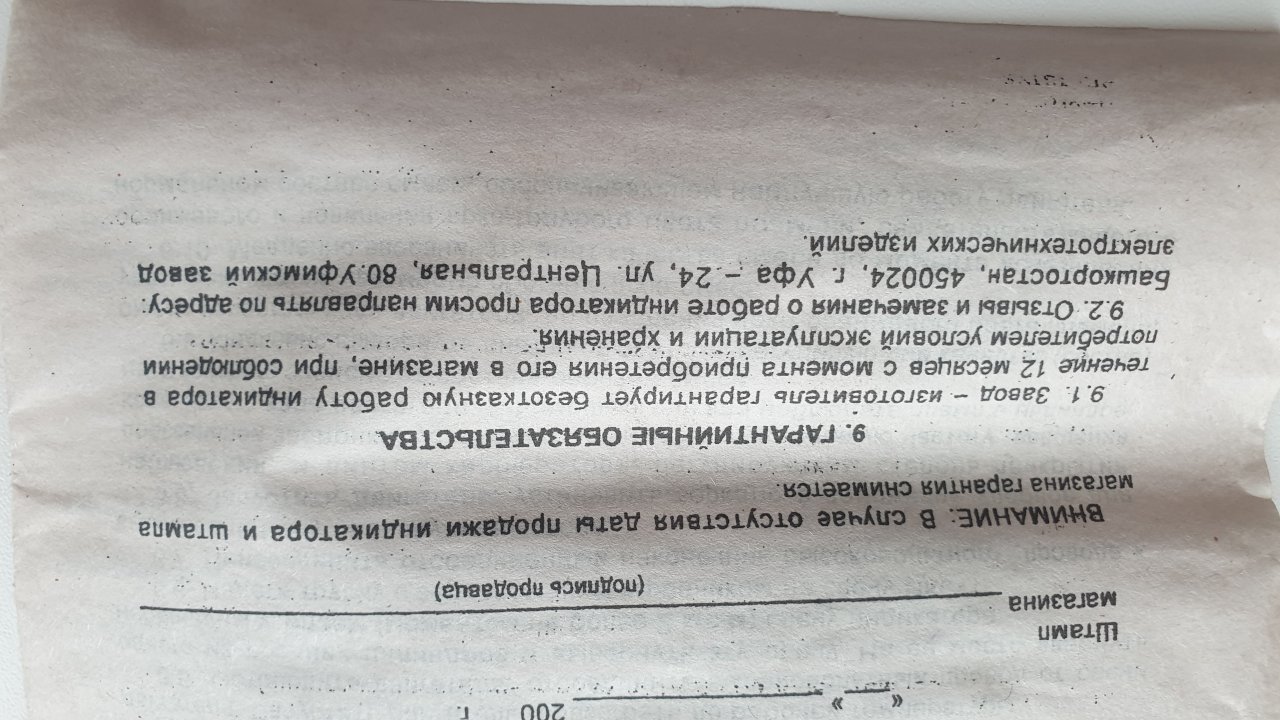 « » 200 г
Штамп
магазина
(подпись продавца)
ВНИМАНИЕ: В случае отсутствия даты продажи индикатора и штампа
магазина гарантия снимается.
9. ГАРАНТИЙНЫЕ ОБЯЗАТЕЛЬСТВА
9.1. Завод – изготовитель гарантирует безотказную работу индикатора в
течение 12 месяцев с момента приобретения его в магазине, при соблюдении
потребителем условий эксплуатации и хранения.
9.2. Отзывы и замечания о работе индикатора просим направлять по адресу:
Башкортостан, 450024, г. Уфа – 24, ул. Центральная, 80.Уфимский завод
электротехнических изделий.